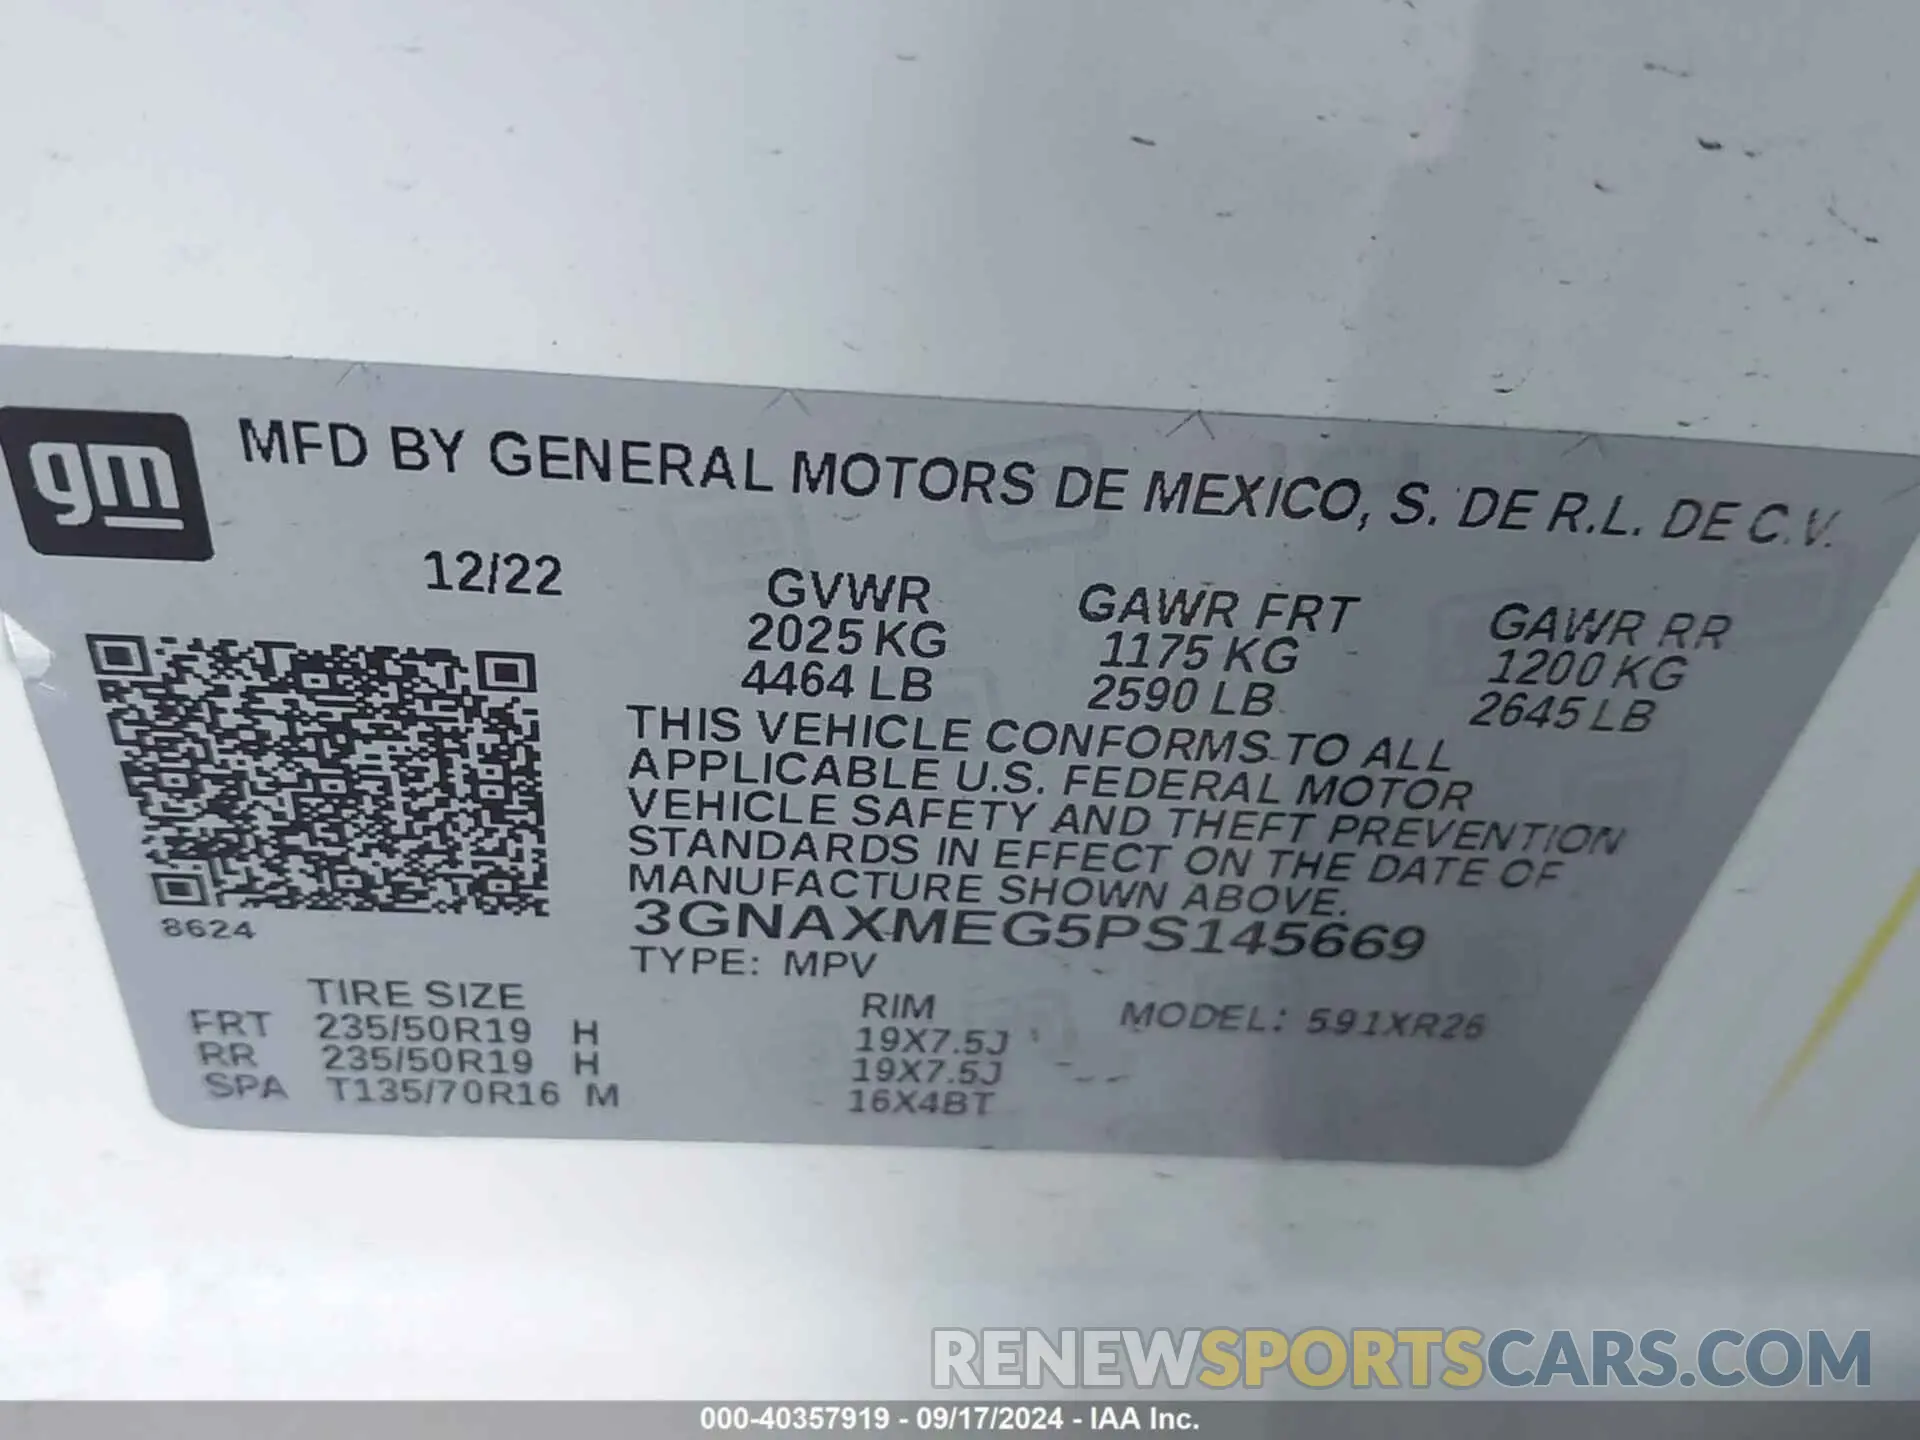 gm
MFD BY GENERAL MOTORS DE MEXICO, S. DE R.L. DE C.V.
12/22
GVWR GAWR FRT GAWR RR
2025 KG 1175 KG 1200 KG
4464 LB 2590 LB 2645 LB
THIS VEHICLE CONFORMS TO ALL
APPLICABLE U.S. FEDERAL MOTOR
VEHICLE SAFETY AND THEFT PREVENTION
STANDARDS IN EFFECT ON THE DATE OF
MANUFACTURE SHOWN ABOVE.
3GNAXMEG5PS145669
8624
TYPE: MPV
TIRE SIZE RIM MODEL: 591XR26
FRT 235/50R19 H 19X7.5J
RR 235/50R19 H 19X7.5J
SPA T135/70R16 M 16X4BT
RENEWSPORTSCARS.COM
000-40357919 - 09/17/2024 - IAA Inc.